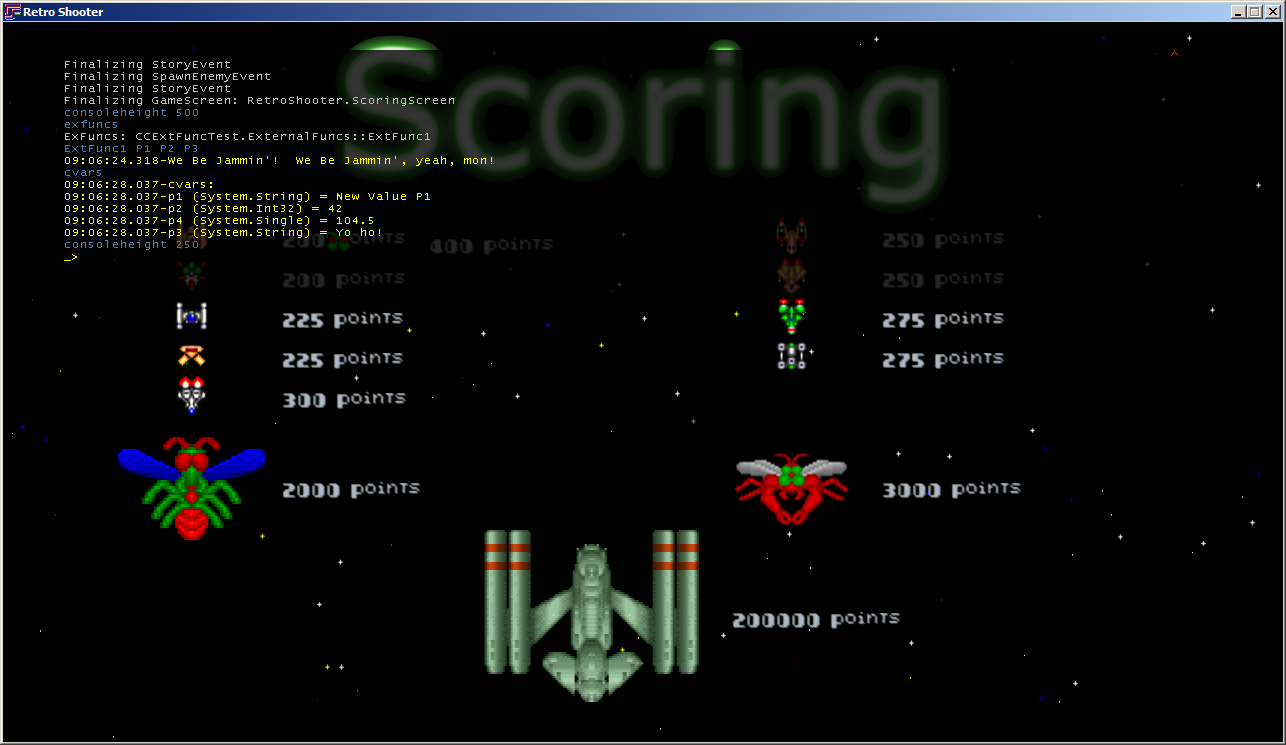 Retro Shooter
Scoring
Finalizing StoryEvent
Finalizing SpawnEnemyEvent
Finalizing StoryEvent
Finalizing GameScreen: RetroShooter.ScoringScreen
consoleheight 500
exfuncs
ExFuncs: CCExtFuncTest.ExternalFuncs::ExtFunc1
ExtFunc1 P1 P2 P3
09:06:24.318-We Be Jammin'!  We Be Jammin', yeah, mon!
cvars
09:06:28.037-cvars:
09:06:28.037-p1 (System.String) = New Value P1
09:06:28.037-p2 (System.Int32) = 42
09:06:28.037-p4 (System.Single) = 104.5
09:06:28.037-p3 (System.String) = Yo ho!
consoleheight 250
_>
200 points
400 points
250 points
200 points
250 points
225 points
275 points
225 points
275 points
300 points
2000 points
3000 points
200000 points